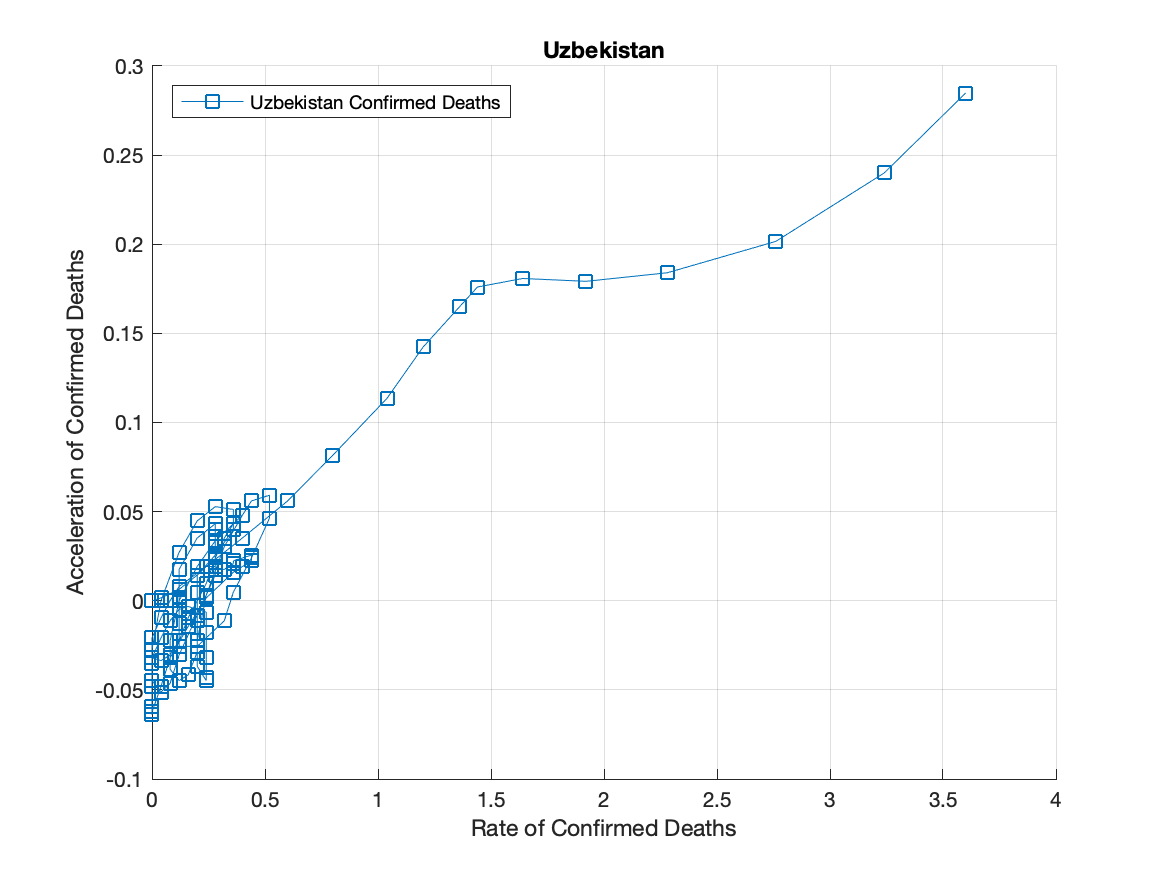 Uzbekistan
Uzbekistan Confirmed Deaths
0.3
0.25
0.2
0.15
0.1
0.05
0
-0.05
-0.1
Acceleration of Confirmed Deaths
0 0.5 1 1.5 2 2.5 3 3.5 4
Rate of Confirmed Deaths